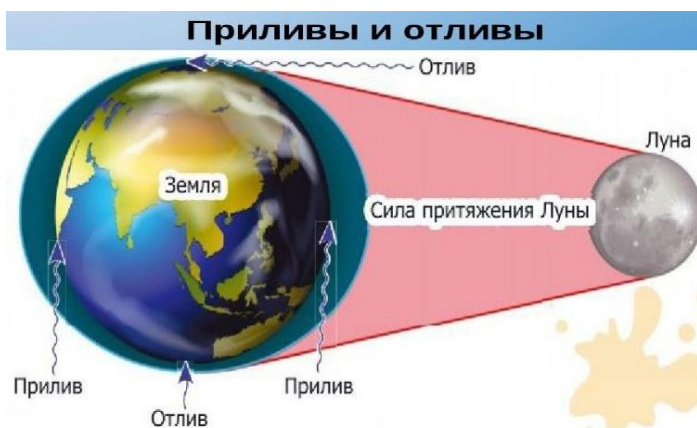 Приливы и отливы
Отлив
Луна
Земля
Сила притяжения Луны
Прилив
Прилив
Отлив